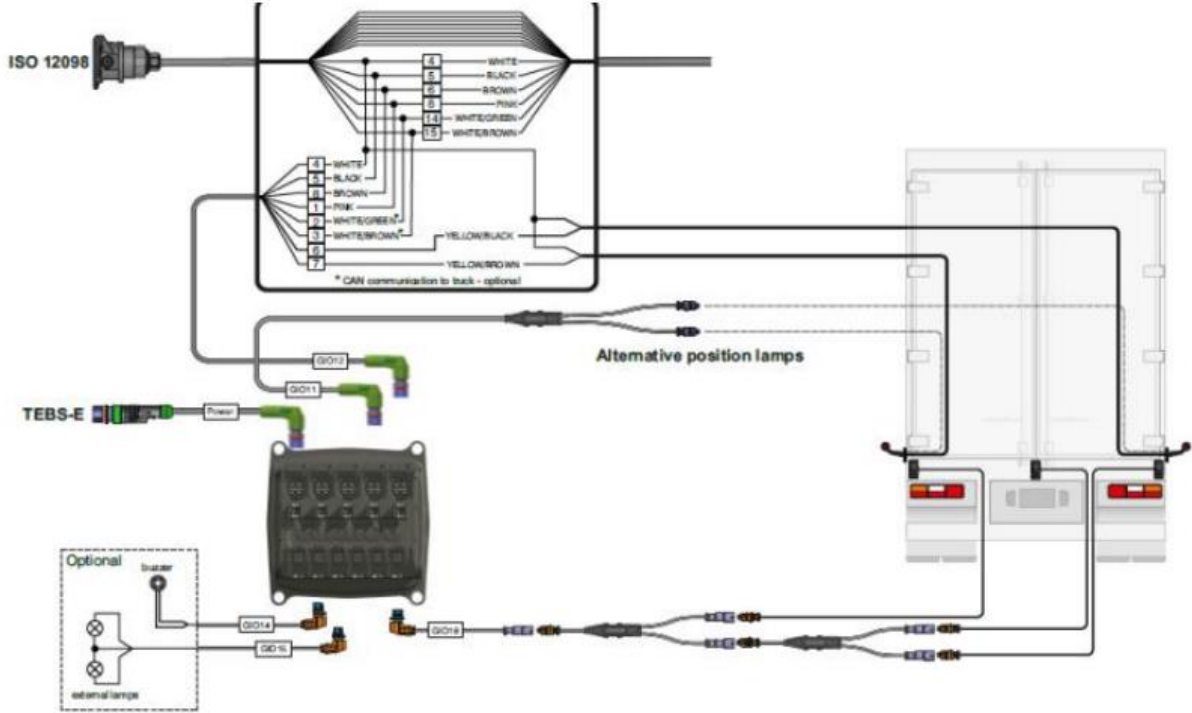 ISO 12098
4 WHITE
5 BLACK
6 BROWN
8 PINK
14 WHITE/GREEN
15 WHITE/BROWN
4 WHITE
5 BLACK
8 BROWN
1 PINK
2 WHITE/GREEN*
3 WHITE/BROWN*
6 YELLOW/BLACK
7 YELLOW/BROWN
* CAN communication to truck - optional
Alternative position lamps
GIO12
GIO11
TEBS-E
Power
Optional
buzzer
GIO14
GIO15
GIO18
external lamps